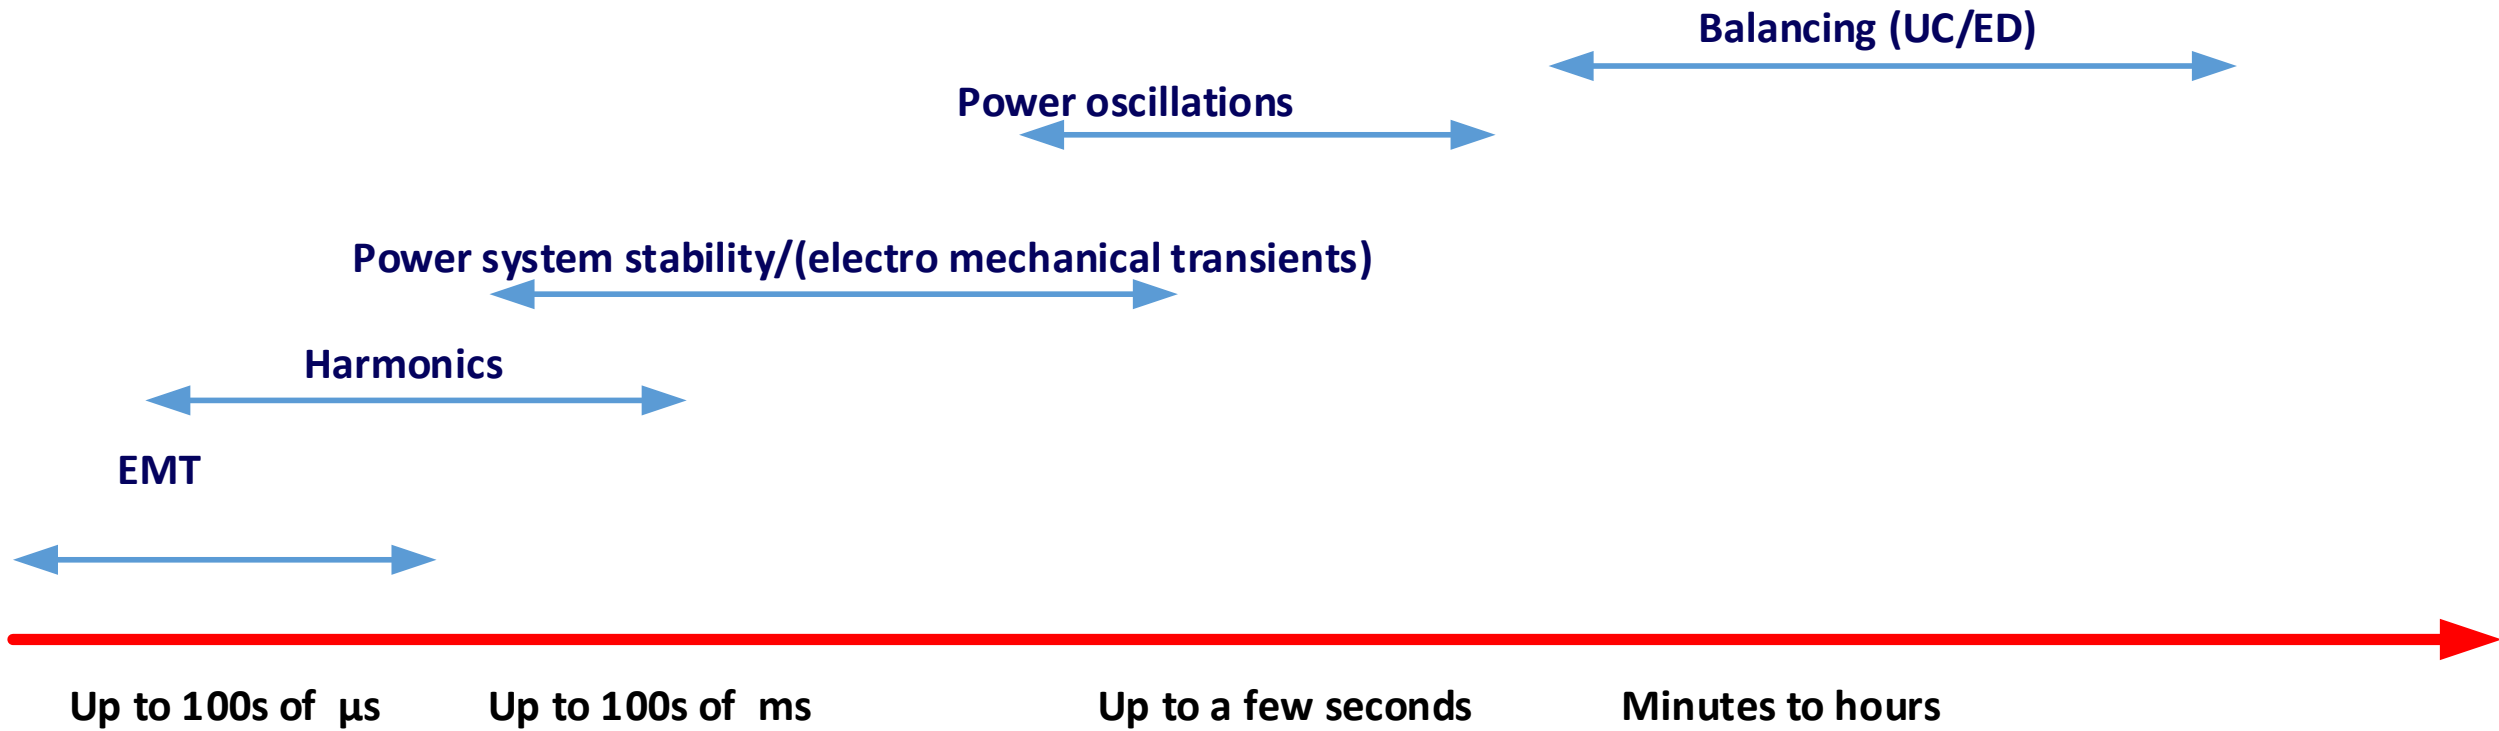 Balancing (UC/ED)
Power oscillations
Power system stability/(electro mechanical transients)
Harmonics
EMT
Up to 100s of µs
Up to 100s of ms
Up to a few seconds
Minutes to hours